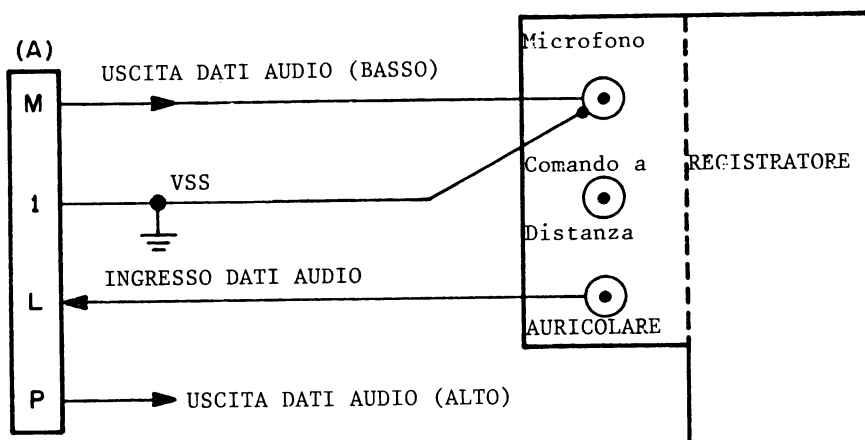 (A)
Microfono
USCITA DATI AUDIO (BASSO)
M
Comando a
REGISTRATORE
VSS
1
Distanza
INGRESSO DATI AUDIO
L
AURICOLARE
P
USCITA DATI AUDIO (ALTO)